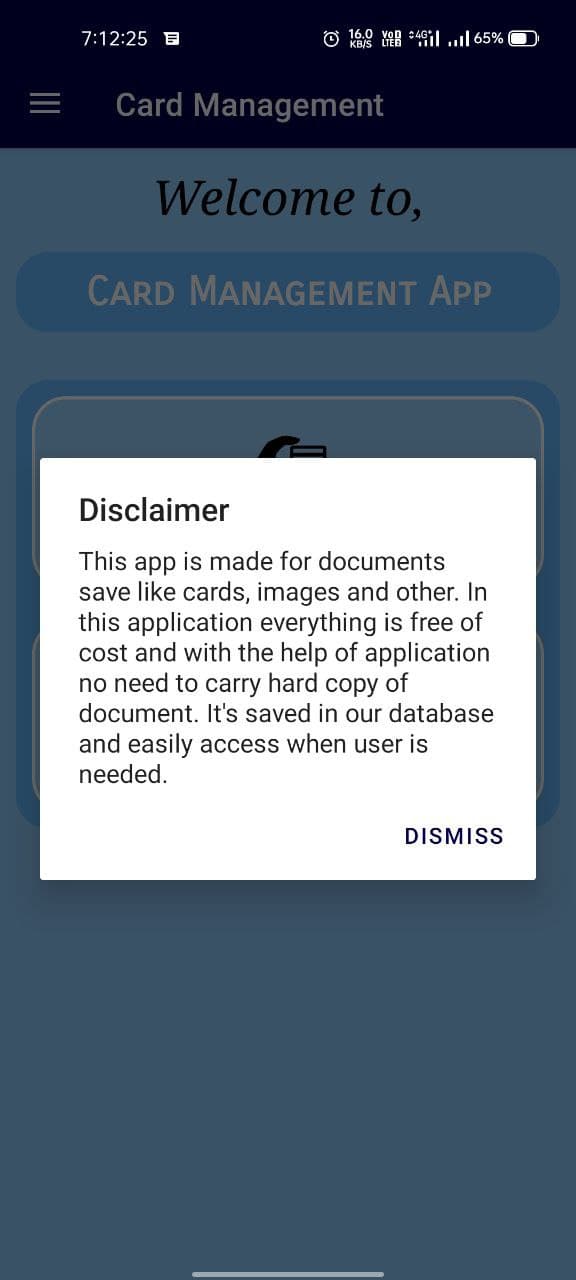 7:12:25
16.0 KB/S VoD LTEB 4G+ 65%
Card Management
Welcome to,
CARD MANAGEMENT APP
Disclaimer
This app is made for documents
save like cards, images and other. In
this application everything is free of
cost and with the help of application
no need to carry hard copy of
document. It's saved in our database
and easily access when user is
needed.
DISMISS